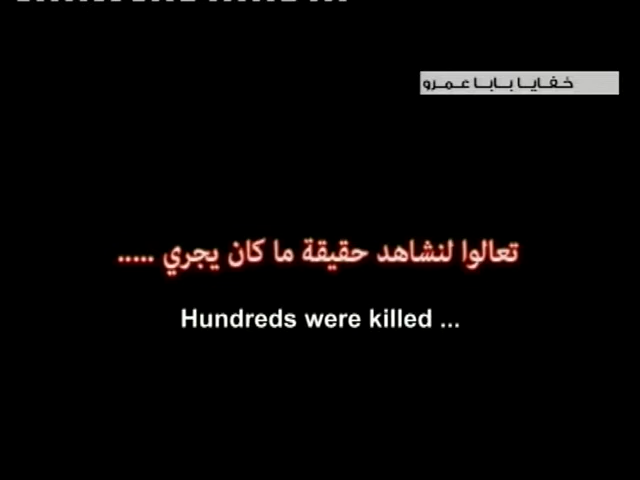 خفايا بابا عمرو
تعالوا لنشاهد حقيقة ما كان يجري .....
Hundreds were killed ...